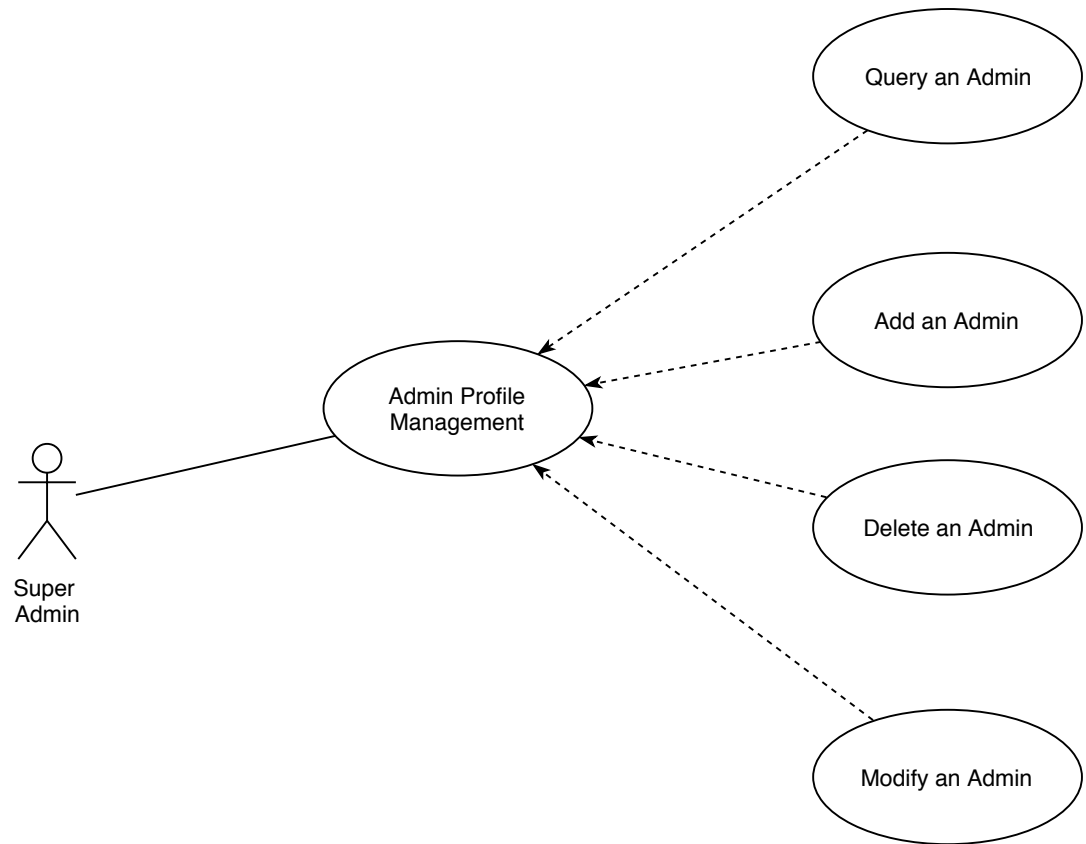 Query an Admin
Add an Admin
Admin Profile
Management
Delete an Admin
Super
Admin
Modify an Admin